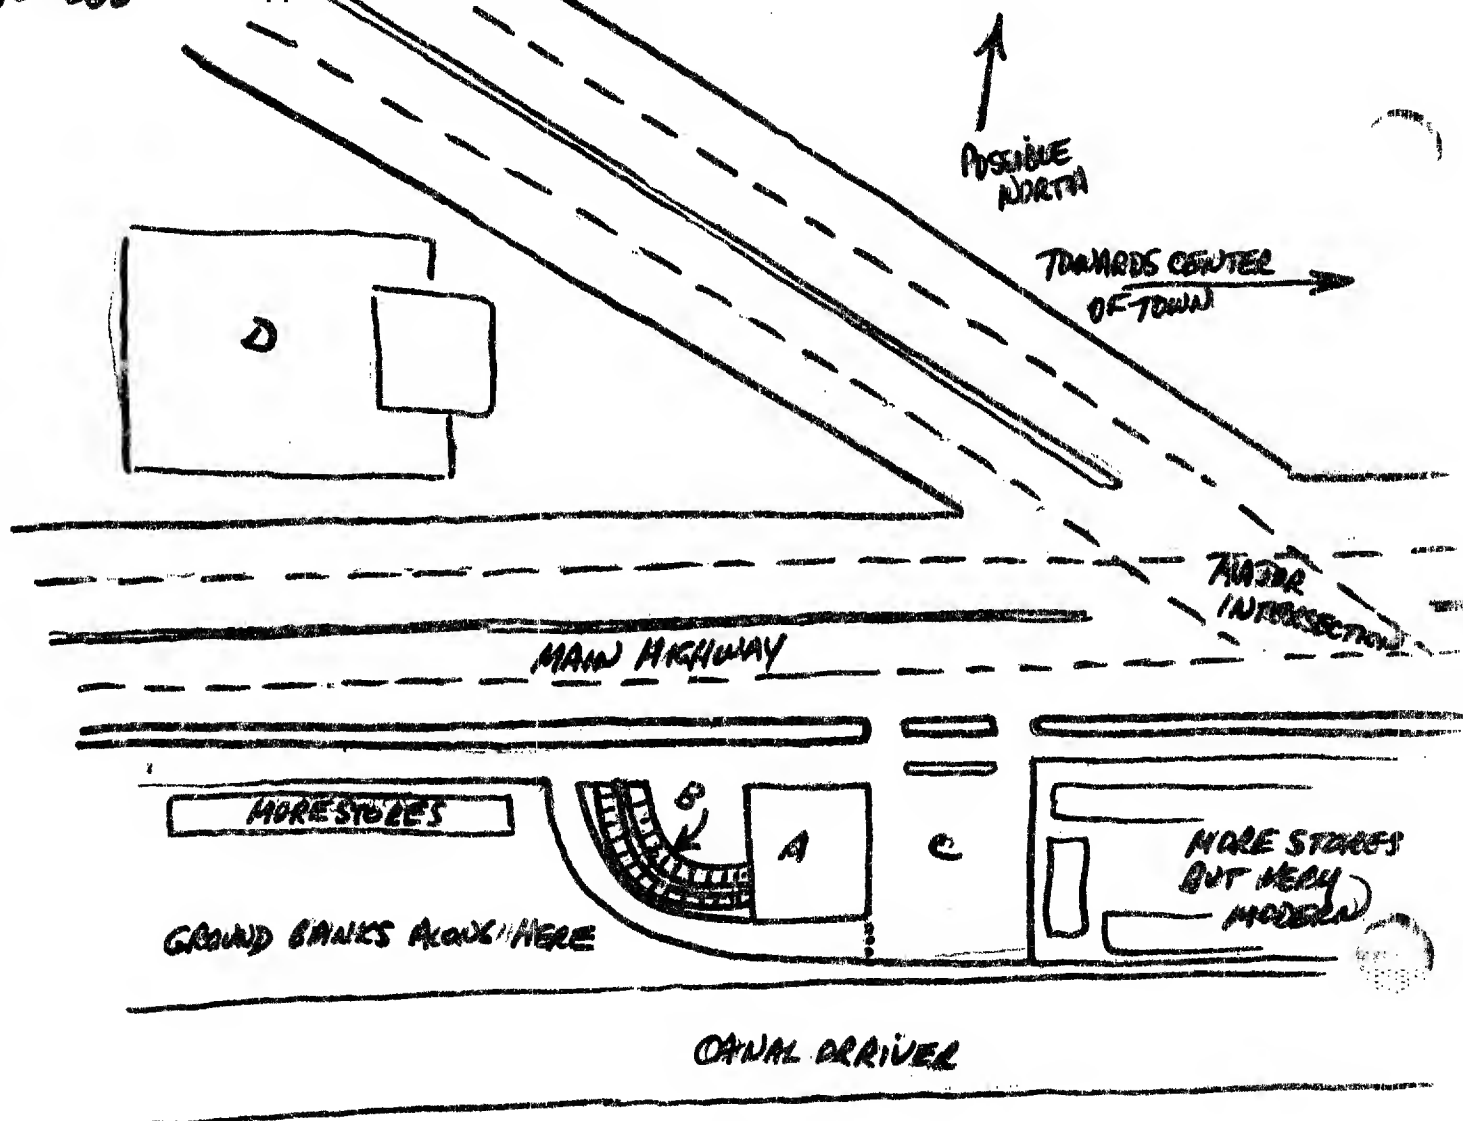 POSSIBLE
NORTH
TOWARDS CENTER
OF TOWN
D
MAJOR
INTERSECTION
MAIN HIGHWAY
MORE STORES
B
A
C
MORE STORES
BUT VERY
MODERN
GROUND BANKS ALONG HERE
CANAL OR RIVER